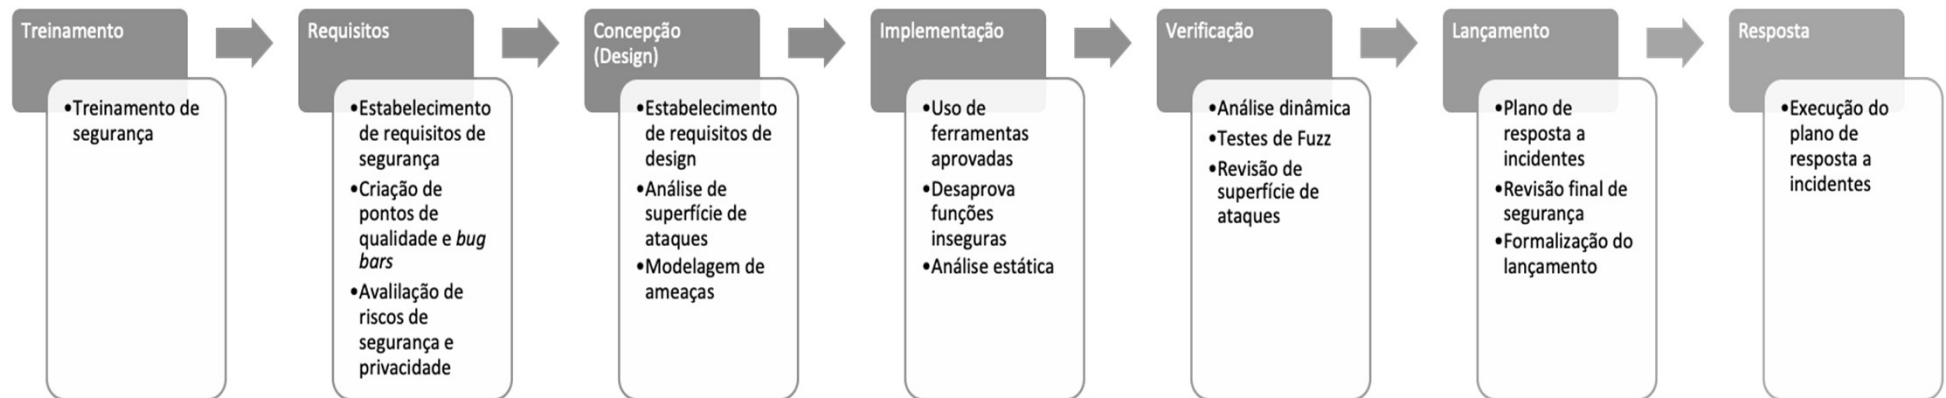 Treinamento
•Treinamento de
segurança
Requisitos
•Estabelecimento
de requisitos de
segurança
•Criação de
pontos de
qualidade e bug
bars
•Avalilação de
riscos de
segurança e
privacidade
Concepção
(Design)
•Estabelecimento
de requisitos de
design
•Análise de
superfície de
ataques
•Modelagem de
ameaças
Implementação
•Uso de
ferramentas
aprovadas
•Desaprova
funções
inseguras
•Análise estática
Verificação
•Análise dinâmica
•Testes de Fuzz
•Revisão de
superfície de
ataques
Lançamento
•Plano de
resposta a
incidentes
•Revisão final de
segurança
•Formalização do
lançamento
Resposta
•Execução do
plano de
resposta a
incidentes